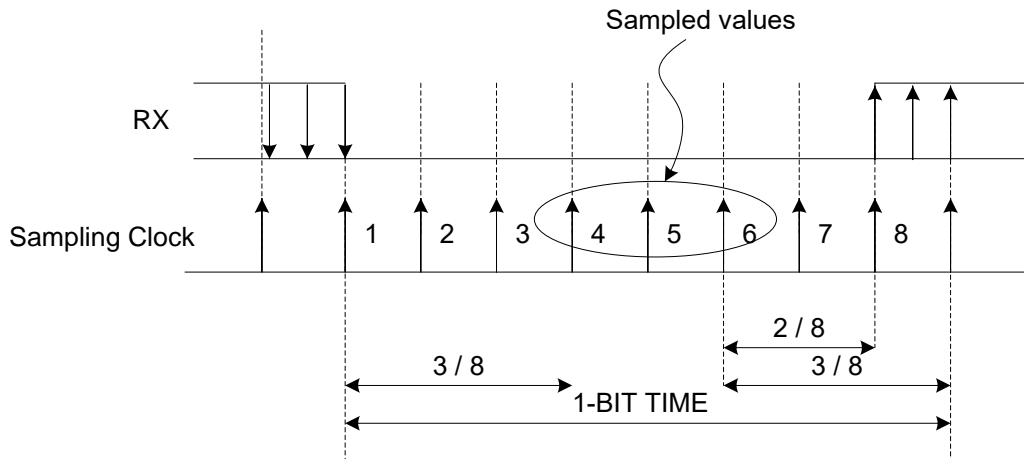 Sampled values
RX
Sampling Clock
1 2 3 4 5 6 7 8
2 / 8
3 / 8 3 / 8
1-BIT TIME